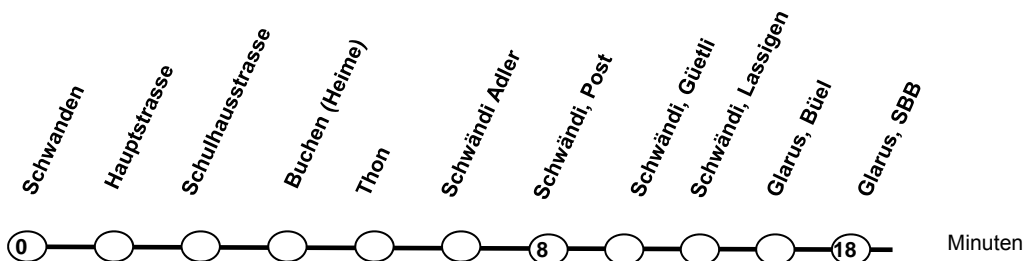 Schwanden
Hauptstrasse
Schulhausstrasse
Buchen (Heime)
Thon
Schwändi Adler
Schwändi, Post
Schwändi, Güetli
Schwändi, Lassigen
Glarus, Büel
Glarus, SBB
0 8 18 Minuten